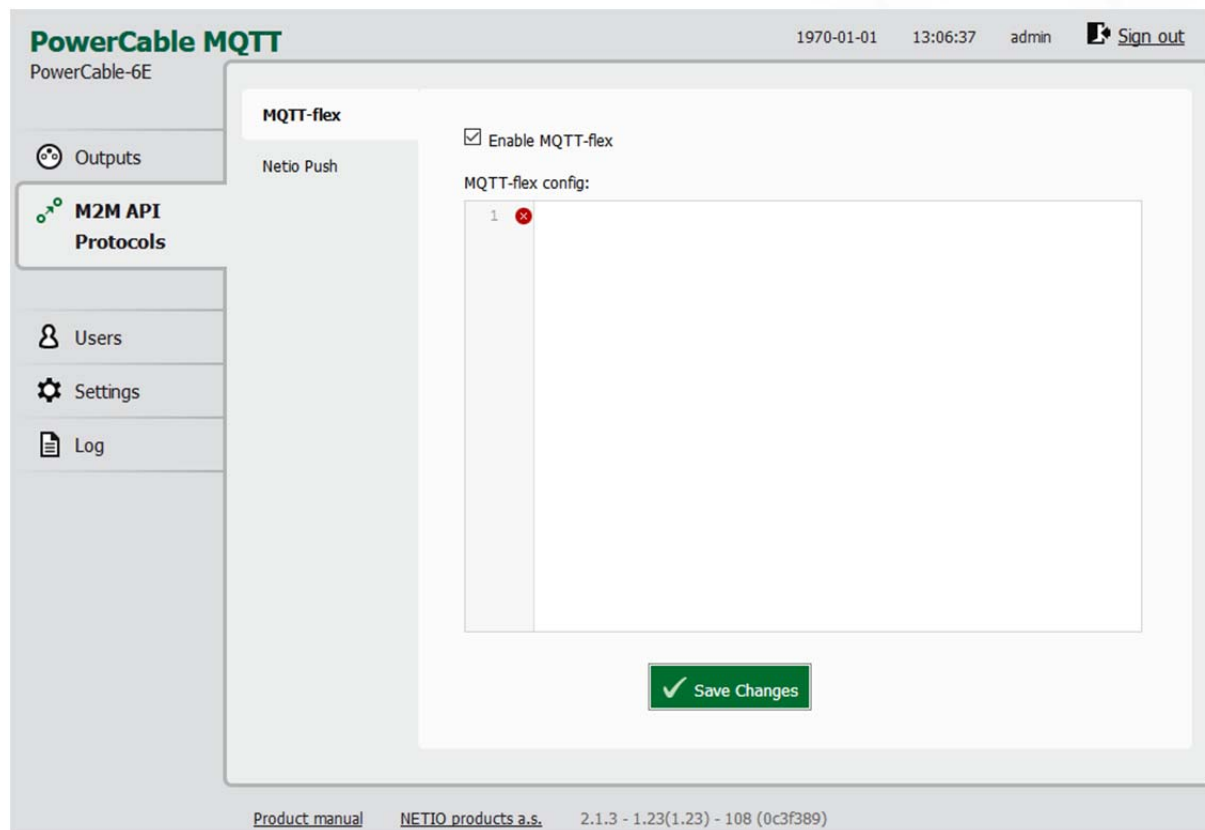 PowerCable MQTT
PowerCable-6E
1970-01-01 13:06:37 admin Sign out
Outputs
M2M API
Protocols
Users
Settings
Log
MQTT-flex
Netio Push
Enable MQTT-flex
MQTT-flex config:
1
Save Changes
Product manual NETIO products a.s. 2.1.3 - 1.23(1.23) - 108 (0c3f389)